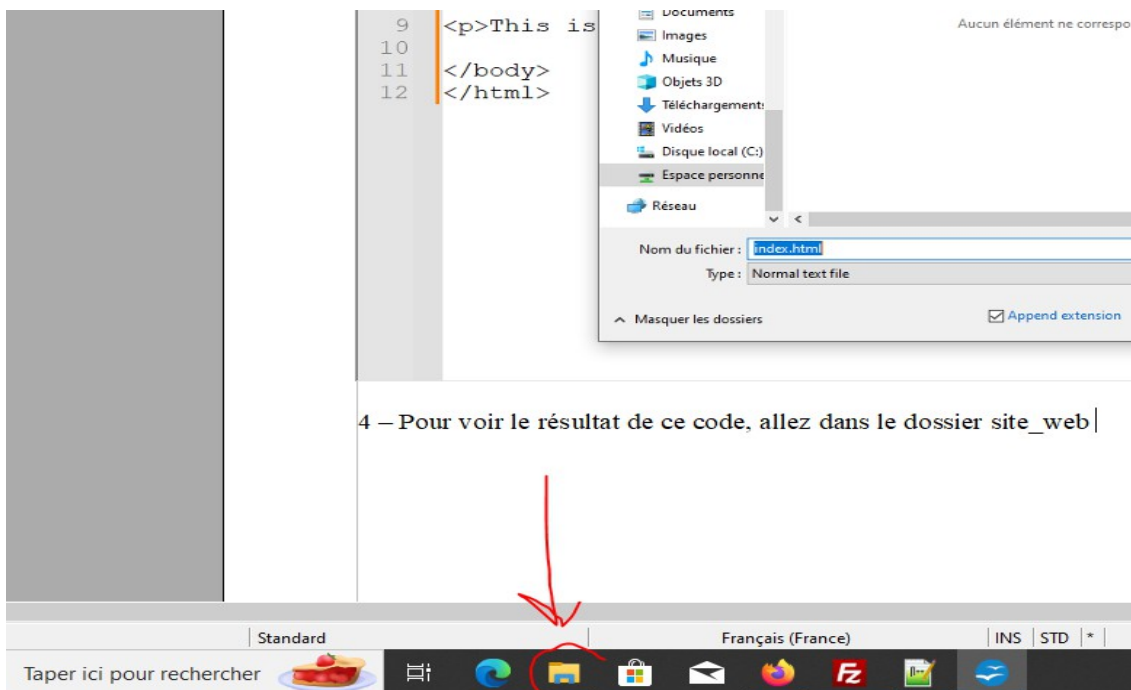 Documents
Aucun élément ne correspo
9 <p>This is
Images
10
Musique
11 </body>
Objets 3D
12 </html>
Téléchargements
Vidéos
Disque local (C:)
Espace personne
Réseau
Nom du fichier : index.html
Type : Normal text file
Masquer les dossiers
Append extension
4 – Pour voir le résultat de ce code, allez dans le dossier site_web
Standard
Français (France)
INS STD *
Taper ici pour rechercher
Fz